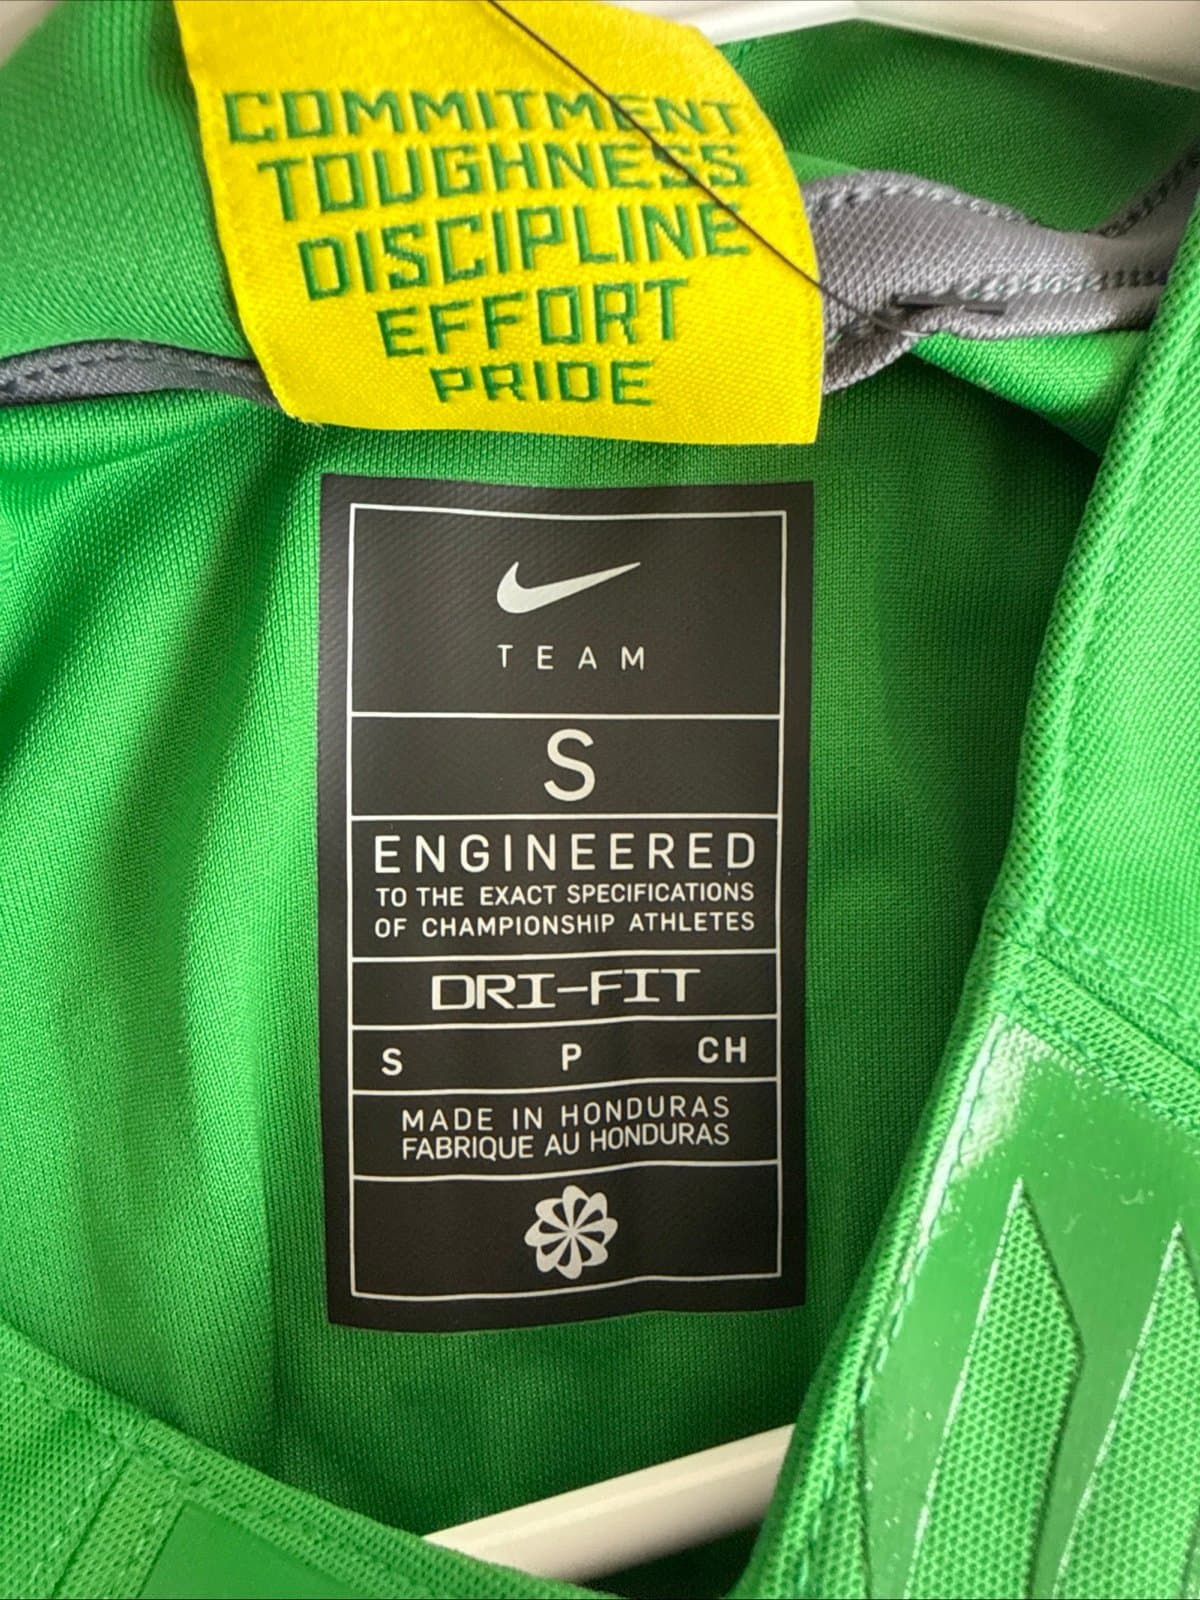 COMMITMENT
TOUGHNESS
DISCIPLINE
EFFORT
PRIDE
TEAM
S
ENGINEERED
TO THE EXACT SPECIFICATIONS
OF CHAMPIONSHIP ATHLETES
DRI-FIT
S P CH
MADE IN HONDURAS
FABRIQUE AU HONDURAS